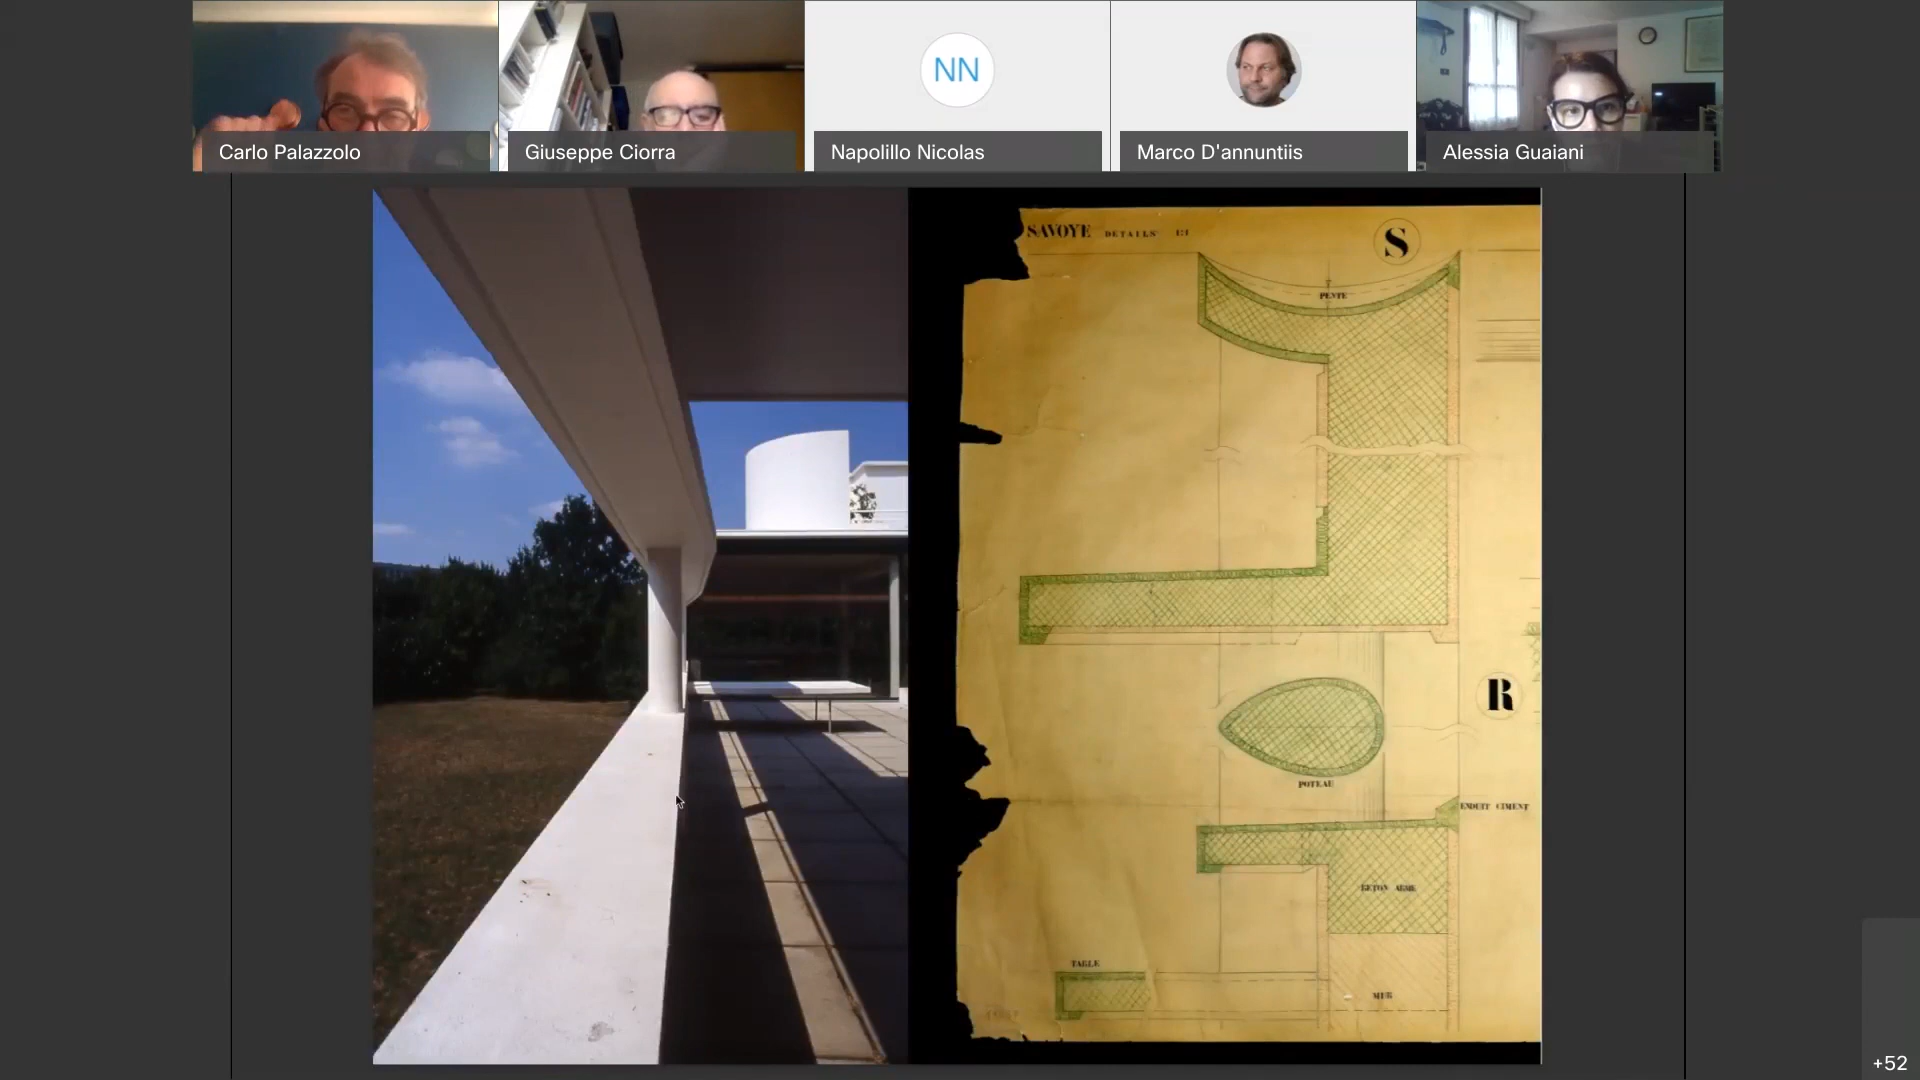 NN
Carlo Palazzolo
Giuseppe Ciorra
Napolillo Nicolas
Marco D'annuntiis
Alessia Guaiani
SAVOYE DETAILS 1:1
S
PENTE
R
POTEAU
ENDUIT CIMENT
BETON ARME
TABLE
MUR
+52